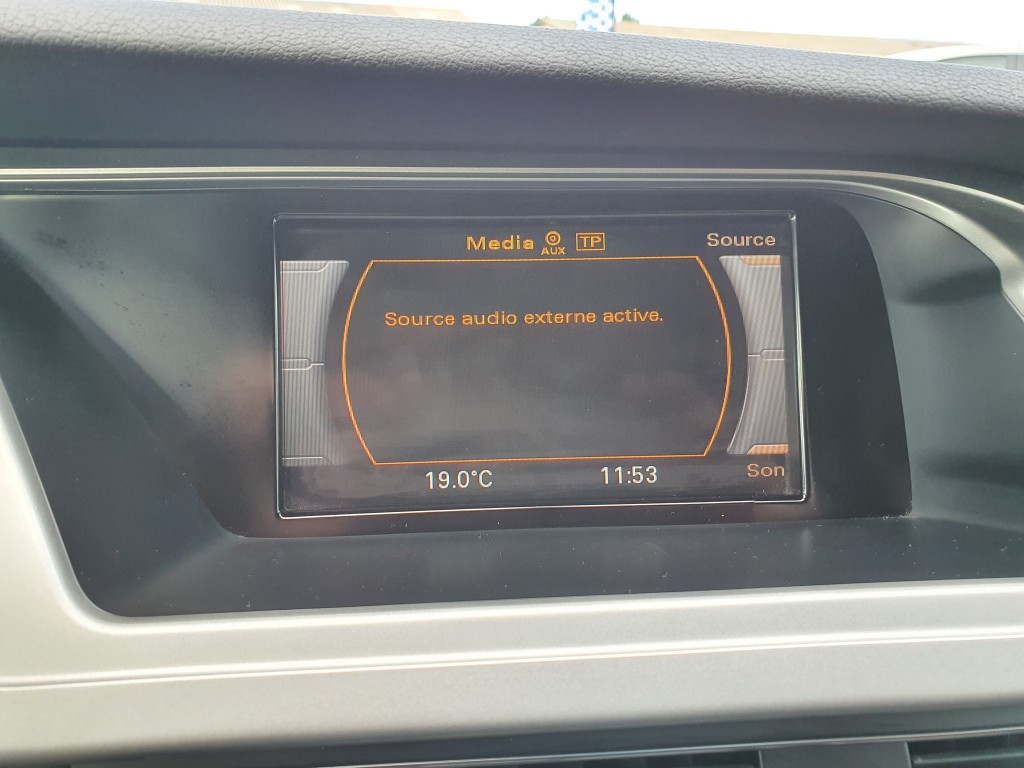 Media AUX TP Source
Source audio externe active.
19.0°C 11:53 Son